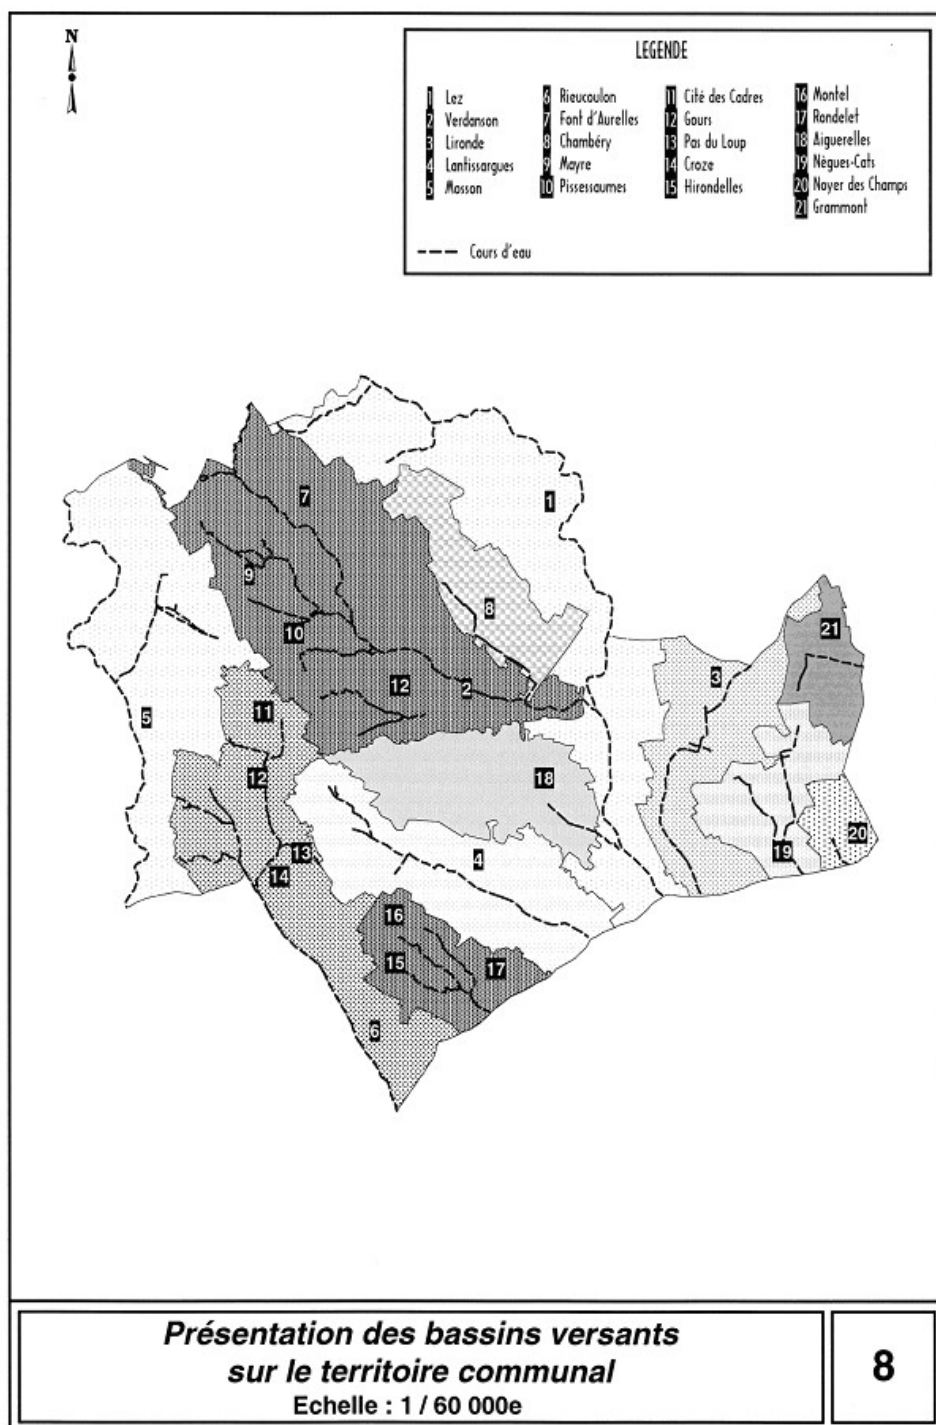 N
LEGENDE
1 Lez
2 Verdanson
3 Lironde
4 Lantissargues
5 Mosson
6 Rieucoulon
7 Font d'Aurelles
8 Chambéry
9 Mayre
10 Pissessaumes
11 Cité des Cadres
12 Gours
13 Pas du Loup
14 Croze
15 Hirondelles
16 Montel
17 Rondelet
18 Aiguerelles
19 Nègues-Cats
20 Noyer des Champs
21 Grammont
Cours d'eau
7
1
9
8
10
21
12
2
3
11
5
12
18
20
13
4
19
14
16
15
17
6
Présentation des bassins versants
sur le territoire communal
Echelle : 1 / 60 000e
8